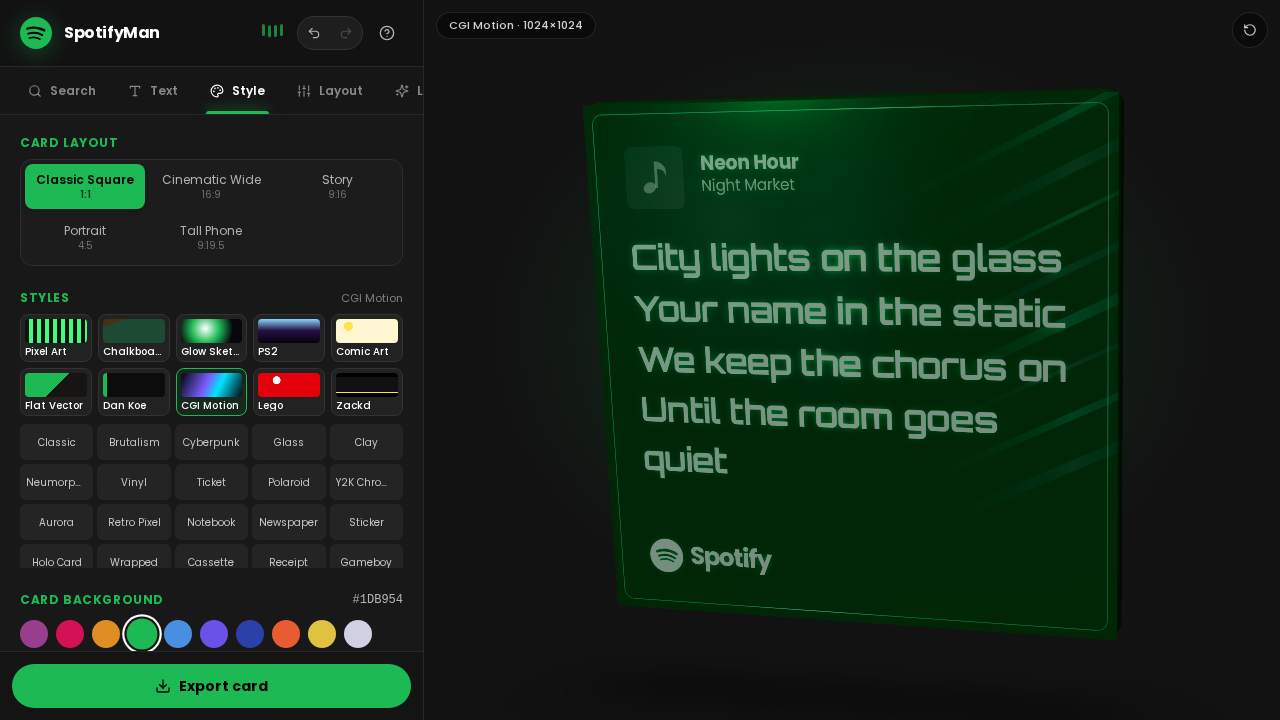 SpotifyMan
Search
Text
Style
Layout
L
CARD LAYOUT
Classic Square
1:1
Cinematic Wide
16:9
Story
9:16
Portrait
4:5
Tall Phone
9:19.5
STYLES
CGI Motion
Pixel Art
Chalkboa...
Glow Sket...
PS2
Comic Art
Flat Vector
Dan Koe
CGI Motion
Lego
Zackd
Classic
Brutalism
Cyberpunk
Glass
Clay
Neumorp...
Vinyl
Ticket
Polaroid
Y2K Chro...
Aurora
Retro Pixel
Notebook
Newspaper
Sticker
Holo Card
Wrapped
Cassette
Receipt
Gameboy
CARD BACKGROUND
#1DB954
Export card
CGI Motion · 1024×1024
Neon Hour
Night Market
City lights on the glass
Your name in the static
We keep the chorus on
Until the room goes
quiet
Spotify